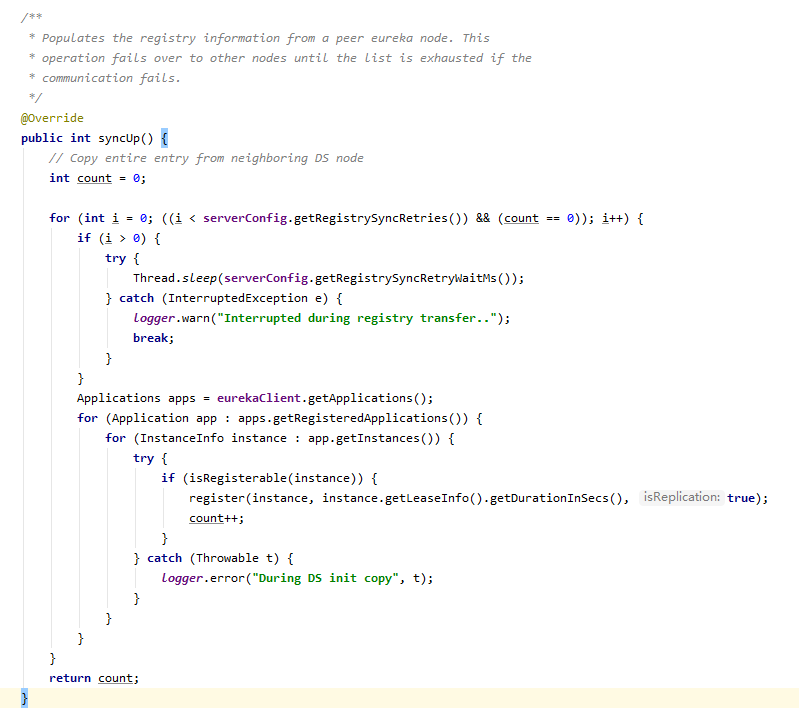 /**
 * Populates the registry information from a peer eureka node. This
 * operation fails over to other nodes until the list is exhausted if the
 * communication fails.
 */
@Override
public int syncUp() {
    // Copy entire entry from neighboring DS node
    int count = 0;

    for (int i = 0; ((i < serverConfig.getRegistrySyncRetries()) && (count == 0)); i++) {
        if (i > 0) {
            try {
                Thread.sleep(serverConfig.getRegistrySyncRetryWaitMs());
            } catch (InterruptedException e) {
                logger.warn("Interrupted during registry transfer..");
                break;
            }
        }
        Applications apps = eurekaClient.getApplications();
        for (Application app : apps.getRegisteredApplications()) {
            for (InstanceInfo instance : app.getInstances()) {
                try {
                    if (isRegisterable(instance)) {
                        register(instance, instance.getLeaseInfo().getDurationInSecs(), isReplication: true);
                        count++;
                    }
                } catch (Throwable t) {
                    logger.error("During DS init copy", t);
                }
            }
        }
    }
    return count;
}